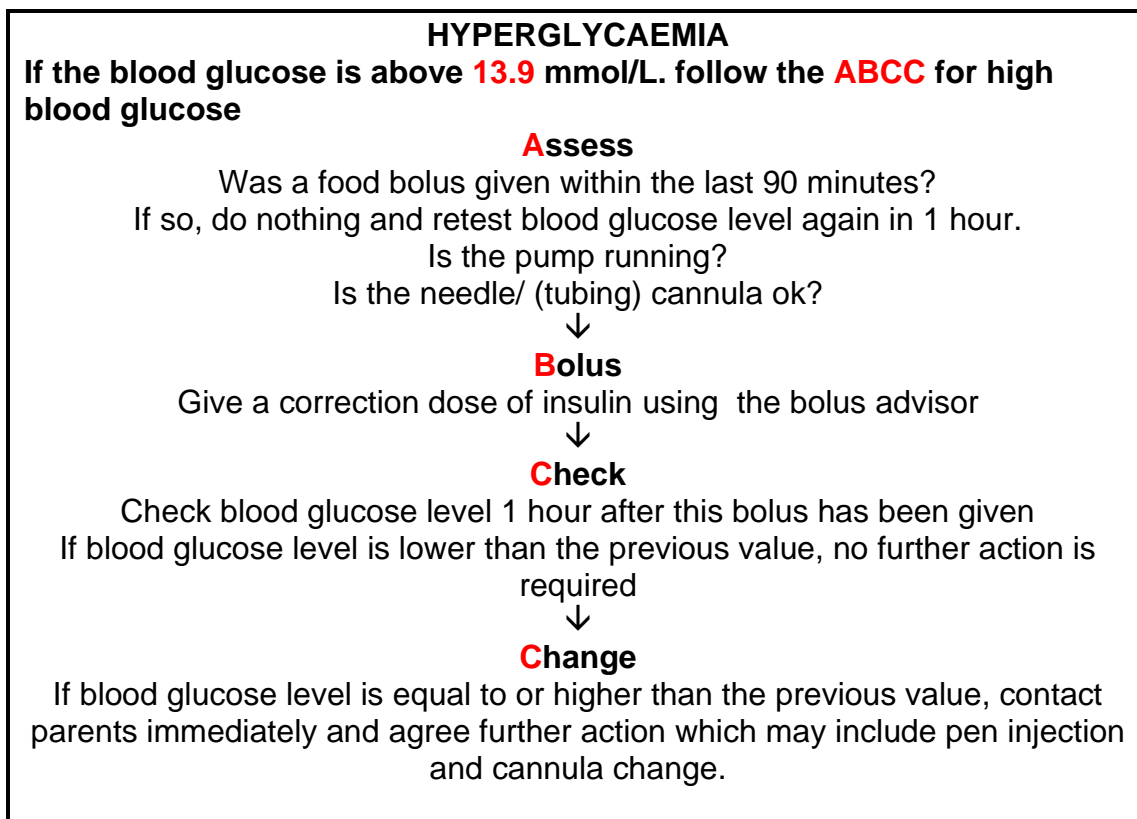 HYPERGLYCAEMIA
If the blood glucose is above 13.9 mmol/L. follow the ABCC for high
blood glucose
Assess
Was a food bolus given within the last 90 minutes?
If so, do nothing and retest blood glucose level again in 1 hour.
Is the pump running?
Is the needle/ (tubing) cannula ok?
↓
Bolus
Give a correction dose of insulin using the bolus advisor
↓
Check
Check blood glucose level 1 hour after this bolus has been given
If blood glucose level is lower than the previous value, no further action is
required
↓
Change
If blood glucose level is equal to or higher than the previous value, contact
parents immediately and agree further action which may include pen injection
and cannula change.